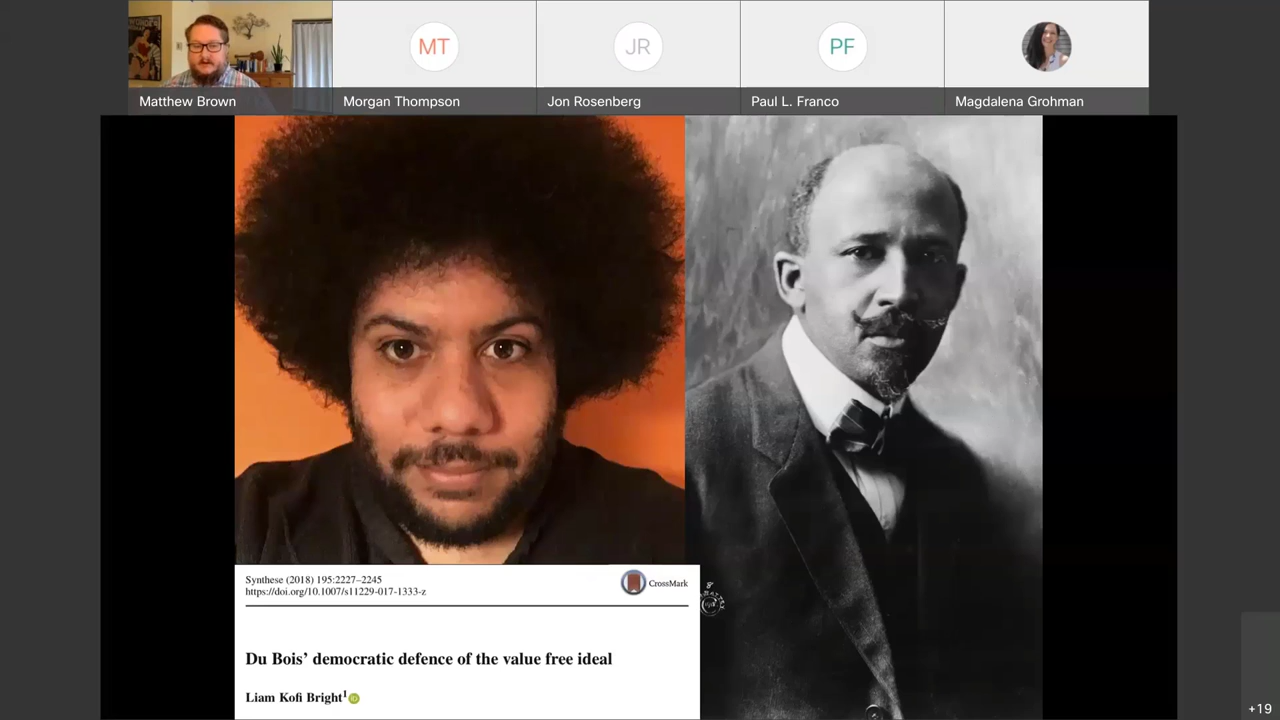 MT
JR
PF
Matthew Brown
Morgan Thompson
Jon Rosenberg
Paul L. Franco
Magdalena Grohman
Synthese (2018) 195:2227–2245
https://doi.org/10.1007/s11229-017-1333-z
CrossMark
Du Bois’ democratic defence of the value free ideal
Liam Kofi Bright1
iD
+19